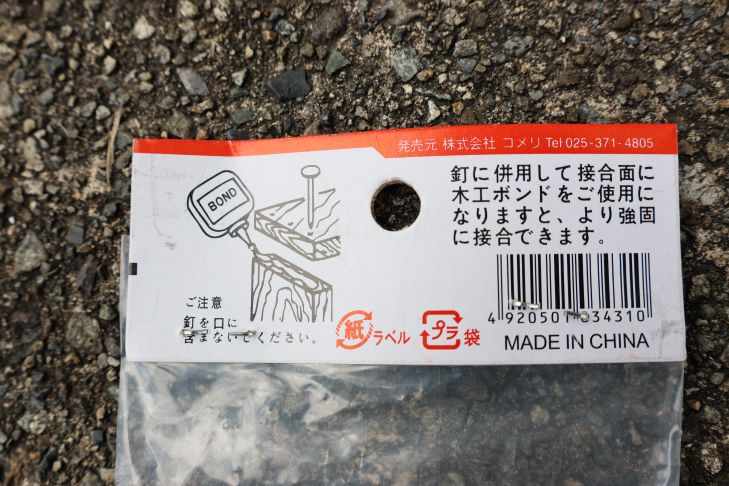 発売元 株式会社 コメリ Tel 025-371-4805
BOND
釘に併用して接合面に
木工ボンドをご使用に
なりますと、より強固
に接合できます。
ご注意
釘を口に
含まないでください。
紙 ラベル
プラ 袋
4 920501 034310
MADE IN CHINA